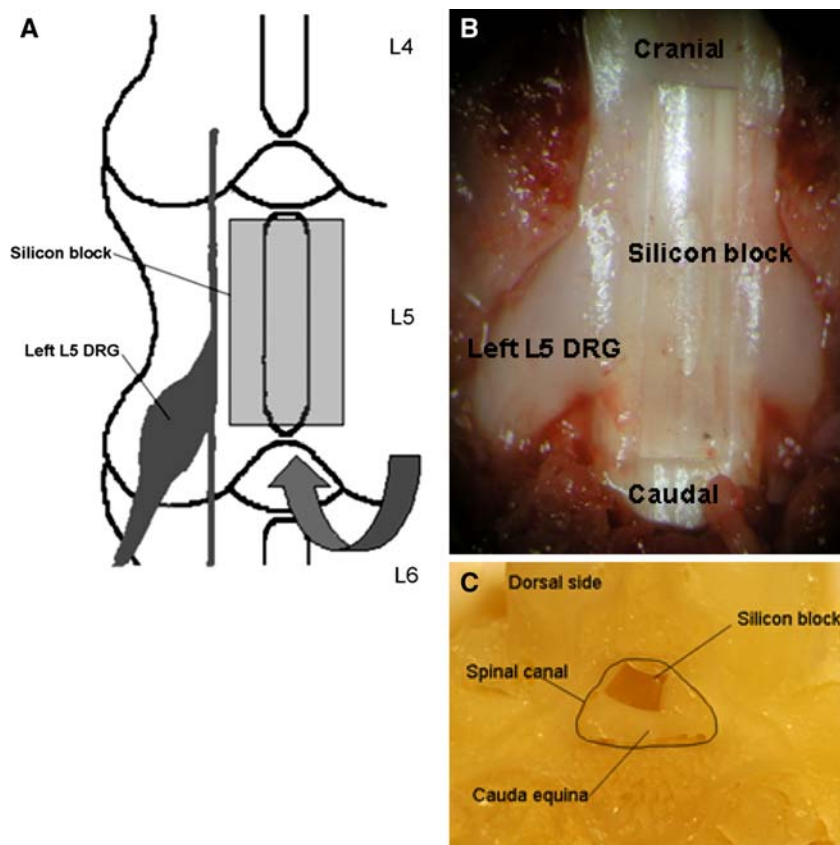 A
L4
Silicon block
L5
Left L5 DRG
L6
B
Cranial
Silicon block
Left L5 DRG
Caudal
C
Dorsal side
Silicon block
Spinal canal
Cauda equina